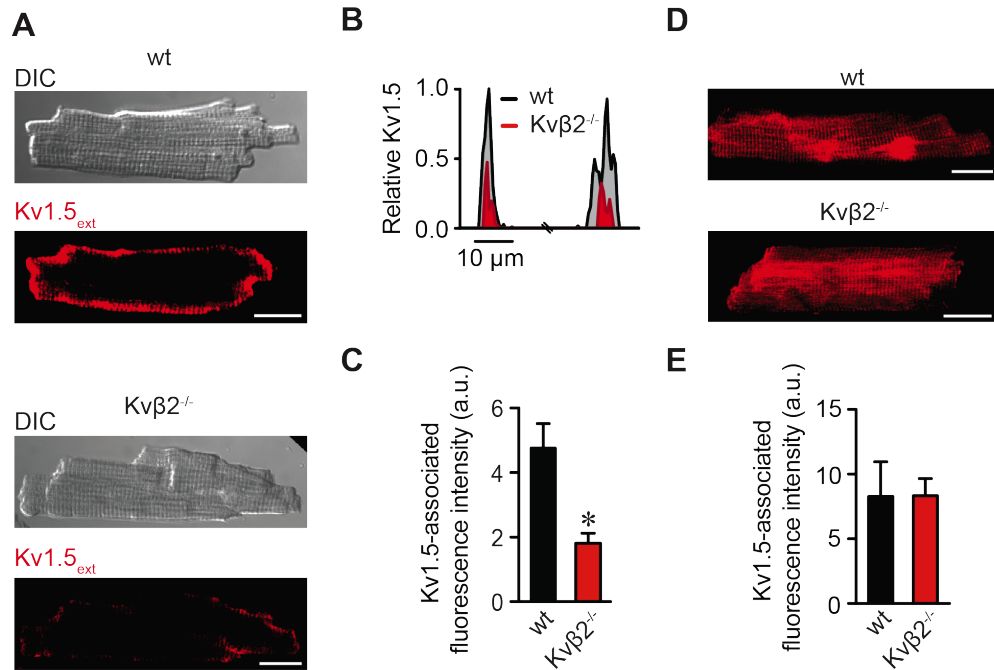 A
wt
DIC
Kv1.5ext
Kvβ2-/-
DIC
Kv1.5ext
B
Relative Kv1.5
1.0
0.5
0.0
wt
Kvβ2-/-
10 µm
C
Kv1.5-associated
fluorescence intensity (a.u.)
6
4
2
0
*
wt
Kvβ2-/-
D
wt
Kvβ2-/-
E
Kv1.5-associated
fluorescence intensity (a.u.)
15
10
5
0
wt
Kvβ2-/-